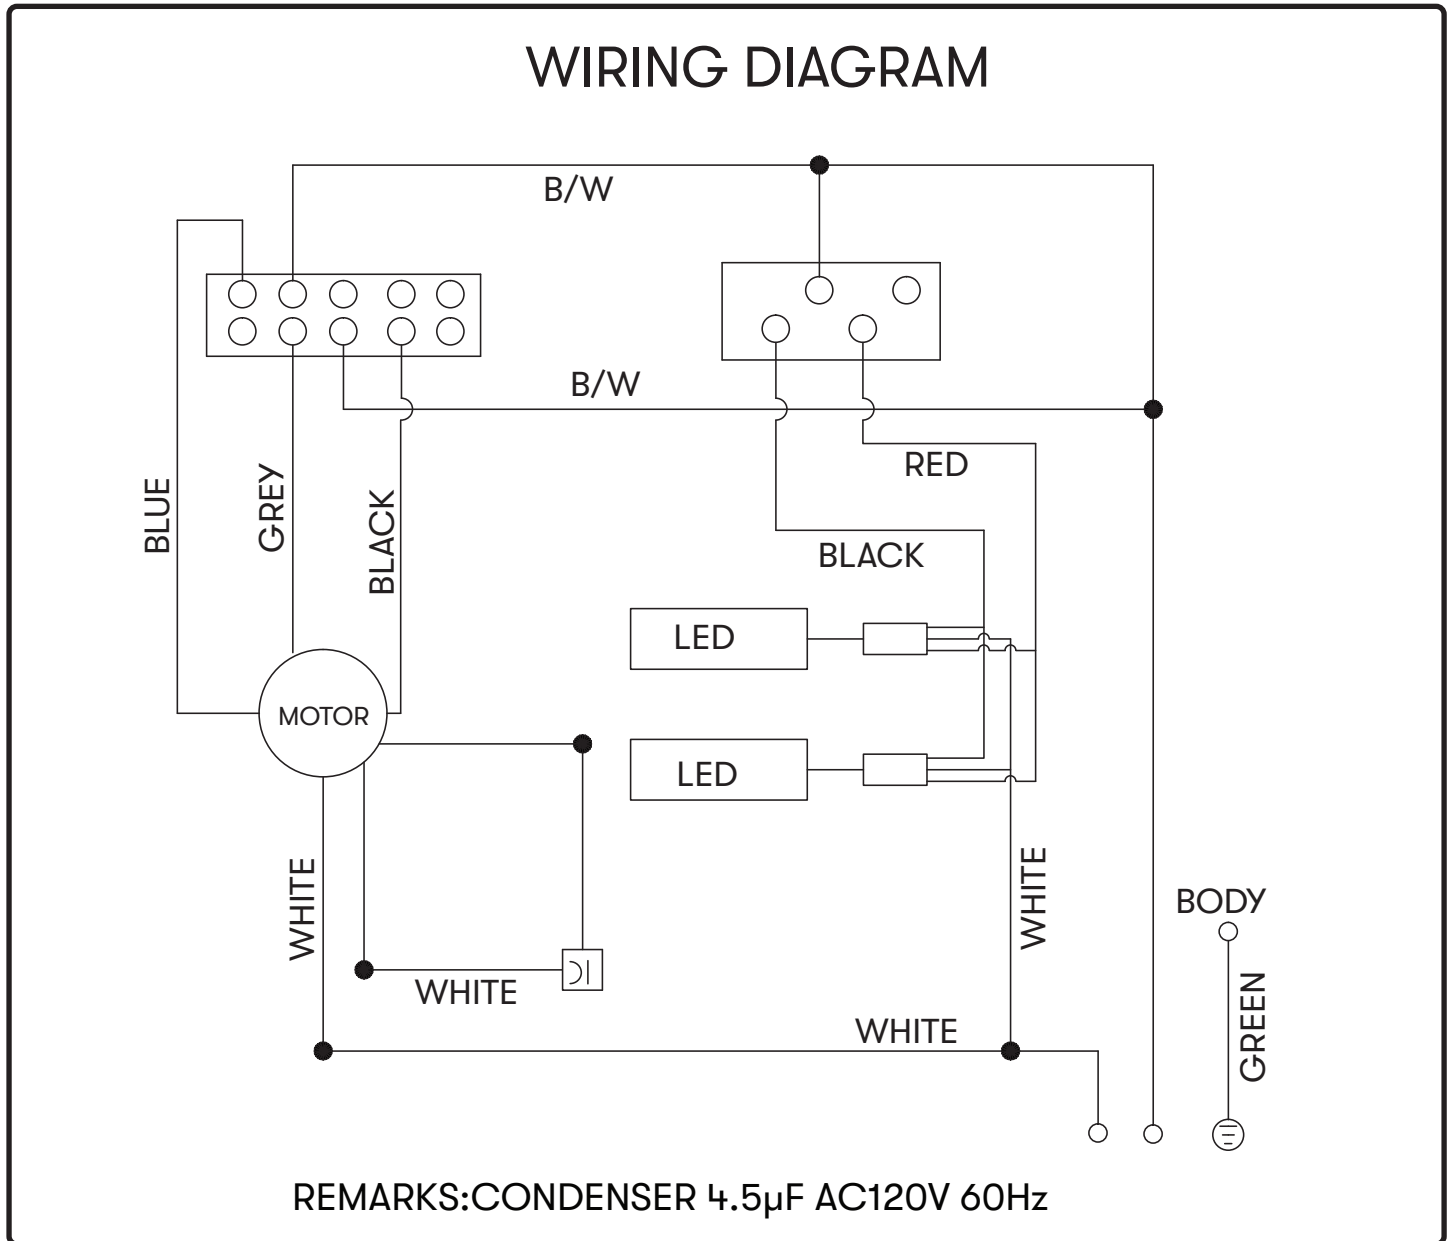 WIRING DIAGRAM
B/W
B/W
RED
BLUE
GREY
BLACK
BLACK
LED
MOTOR
LED
WHITE
WHITE
BODY
WHITE
GREEN
WHITE
REMARKS:CONDENSER 4.5µF AC120V 60Hz